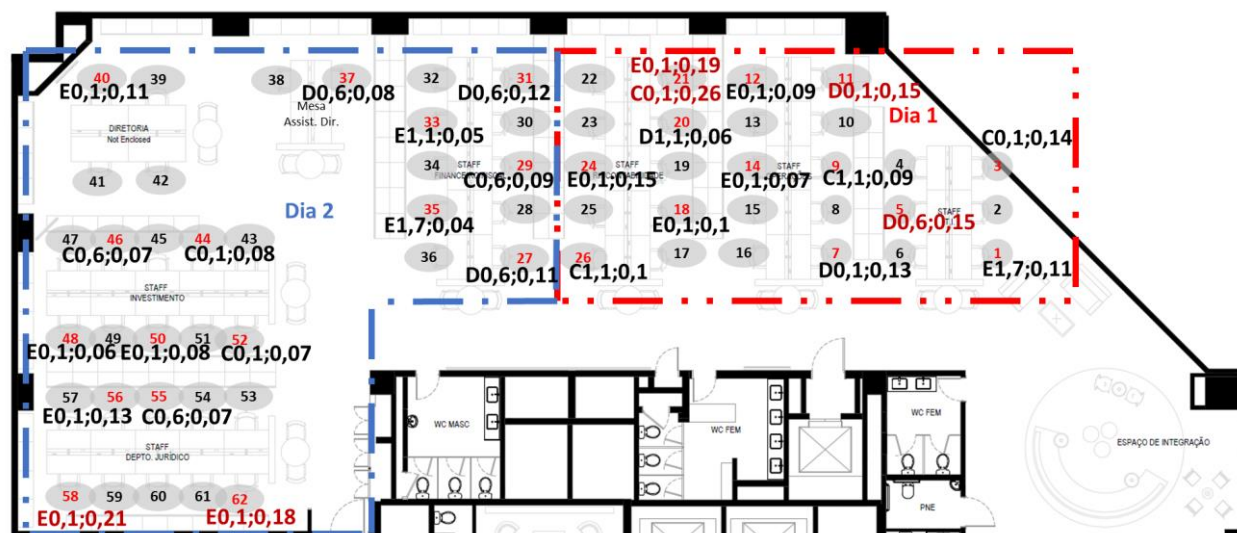 40 39 38 37 32 31 22 E0,1;0,19 12 11
21
E0,1;0,11 D0,6;0,08 D0,6;0,12 C0,1;0,26 E0,1;0,09 D0,1;0,15
DIRETORIA
Not Enclosed
Mesa
Assist. Dir.
33 30 23 20 13 10 Dia 1
E1,1;0,05 D1,1;0,06 C0,1;0,14
34 29 24 19 14 9 4 3
STAFF STAFF STAFF
C0,6;0,09 E0,1;0,15 E0,1;0,07 C1,1;0,09
41 42
Dia 2
35 28 25 18 15 8 5 2
STAFF
E1,7;0,04 E0,1;0,1 D0,6;0,15
47 46 45 44 43
C0,6;0,07 C0,1;0,08
36 27 26 17 16 7 6 1
D0,6;0,11 C1,1;0,1 D0,1;0,13 E1,7;0,11
STAFF
INVESTIMENTO
48 49 50 51 52
E0,1;0,06 E0,1;0,08 C0,1;0,07
57 56 55 54 53
E0,1;0,13 C0,6;0,07
STAFF
DEPTO. JURÍDICO
58 59 60 61 62
E0,1;0,21 E0,1;0,18
WC MASC
WC FEM
WC FEM
ESPAÇO DE INTEGRAÇÃO
PNE